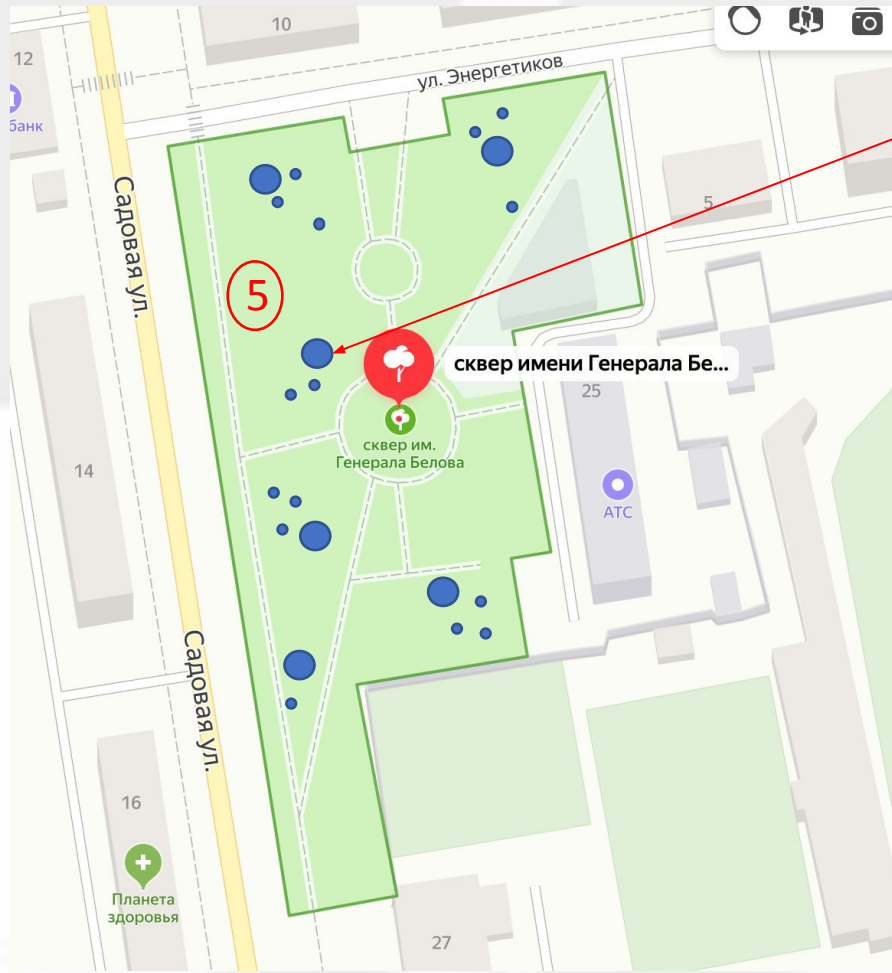 10
12
банк
ул. Энергетиков
Садовая ул.
5
5
сквер имени Генерала Бе...
25
сквер им.
Генерала Белова
14
АТС
Садовая ул.
16
Планета
здоровья
27